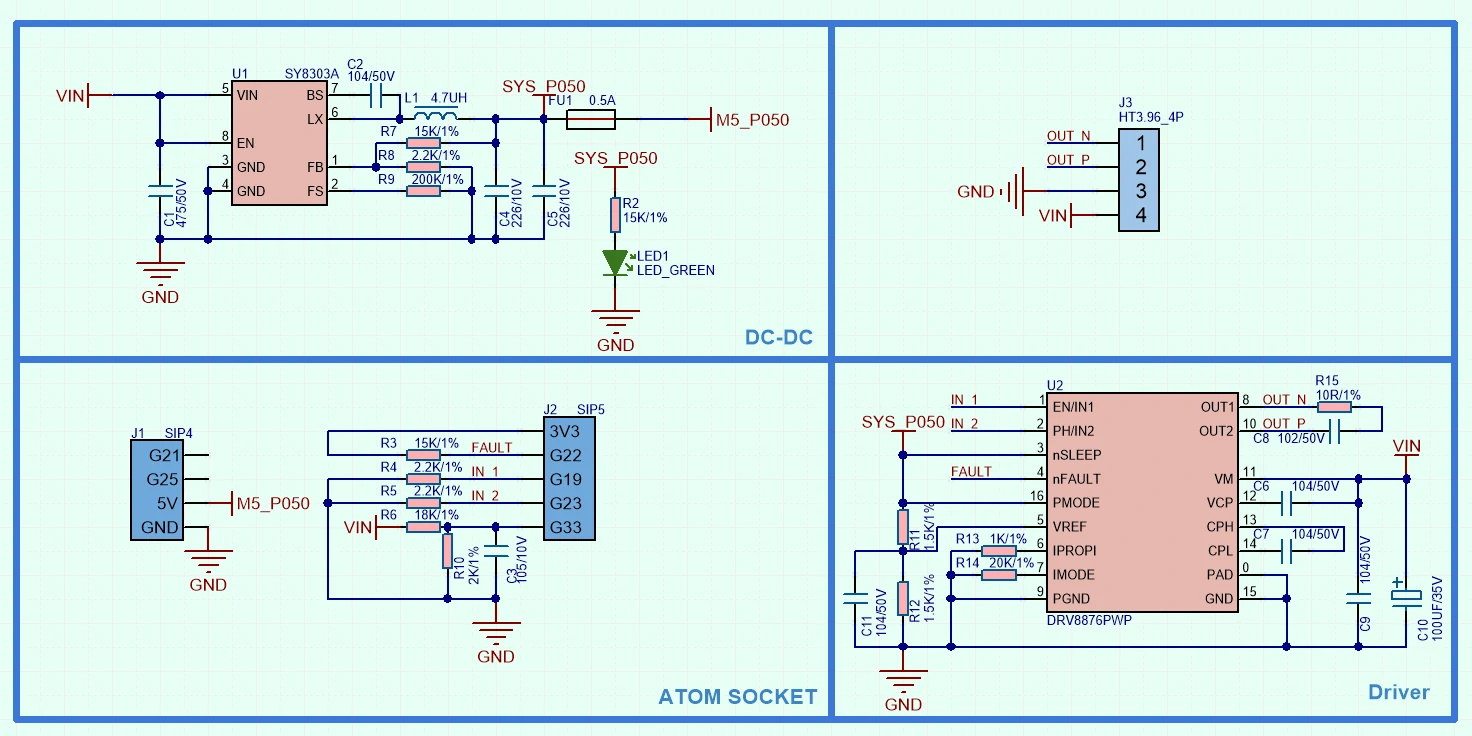 U1
SY8303A
C2
104/50V
VIN
5
VIN
BS
7
LX
6
8
EN
3
GND
FB
1
4
GND
FS
2
L1
4.7UH
SYS_P050
FU1
0.5A
M5_P050
R7
15K/1%
R8
2.2K/1%
R9
200K/1%
C1
475/50V
C4
226/10V
C5
226/10V
SYS_P050
R2
15K/1%
LED1
LED_GREEN
GND
GND
DC-DC
J3
HT3.96_4P
OUT_N
1
OUT_P
2
GND
3
VIN
4
J1
SIP4
G21
G25
5V
M5_P050
GND
GND
J2
SIP5
3V3
R3
15K/1%
FAULT
G22
R4
2.2K/1%
IN_1
G19
R5
2.2K/1%
IN_2
G23
VIN
R6
18K/1%
G33
R10
2K/1%
C3
105/10V
GND
ATOM SOCKET
U2
IN_1
1
EN/IN1
SYS_P050
IN_2
2
PH/IN2
3
nSLEEP
FAULT
4
nFAULT
16
PMODE
5
VREF
6
IPROPI
7
IMODE
9
PGND
DRV8876PWP
R11
1.5K/1%
R12
1.5K/1%
R13
1K/1%
R14
20K/1%
C11
104/50V
GND
OUT1
8
OUT_N
R15
10R/1%
OUT2
10
OUT_P
C8
102/50V
VIN
VM
11
VCP
12
C6
104/50V
CPH
13
C7
104/50V
CPL
14
PAD
0
GND
15
104/50V
C9
C10
100UF/35V
Driver